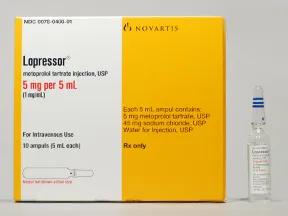 NDC 0078-0400-01
NOVARTIS
Lopressor®
metoprolol tartrate injection, USP
5 mg per 5 mL
(1 mg/mL)
For Intravenous Use
10 ampuls (5 mL each)
Each 5 mL ampul contains:
5 mg metoprolol tartrate, USP
45 mg sodium chloride, USP
Water for Injection, USP
Rx only
Lopressor